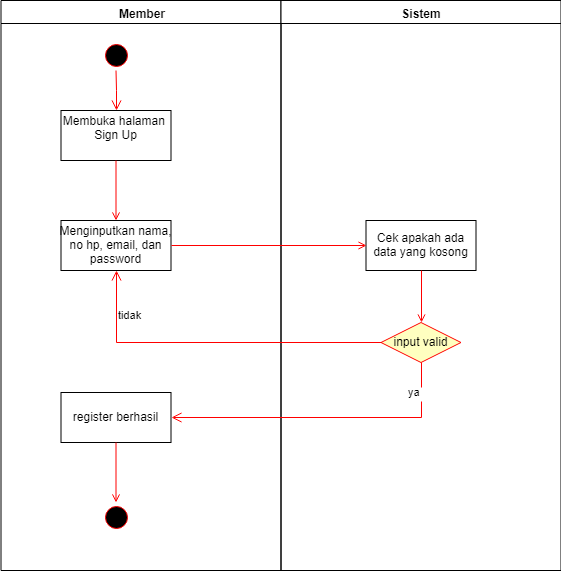 Member
Sistem
Membuka halaman
Sign Up
Menginputkan nama,
no hp, email, dan
password
Cek apakah ada
data yang kosong
tidak
input valid
ya
register berhasil